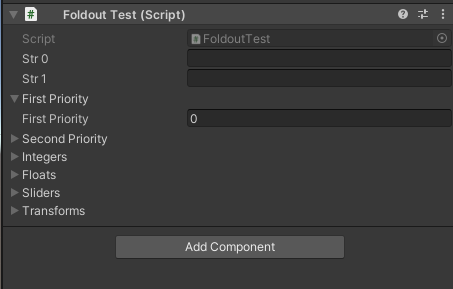 Foldout Test (Script)
Script FoldoutTest
Str 0
Str 1
First Priority
First Priority 0
Second Priority
Integers
Floats
Sliders
Transforms
Add Component